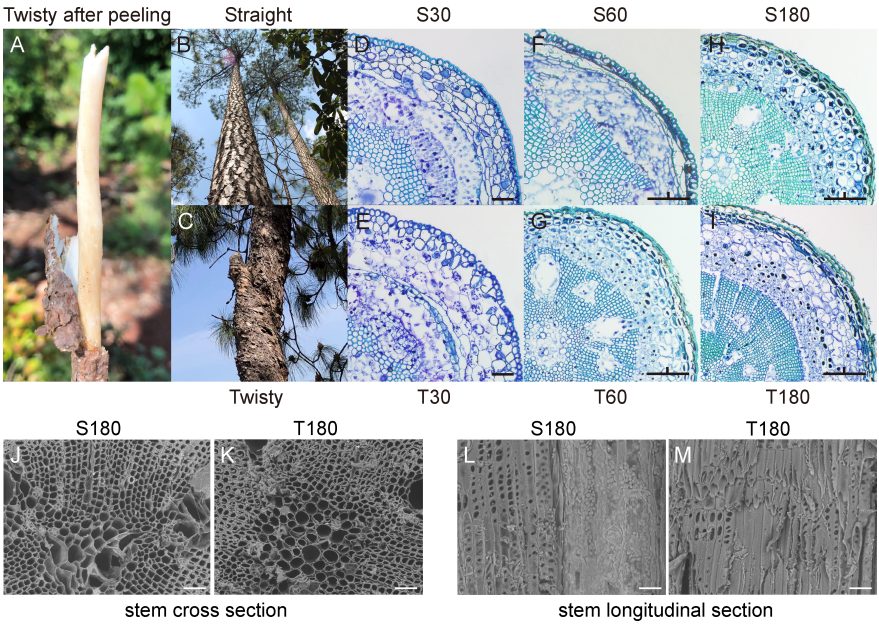 Twisty after peeling Straight S30 S60 S180
A B D F H
C E G I
Twisty T30 T60 T180
S180 T180 S180 T180
J K L M
stem cross section stem longitudinal section